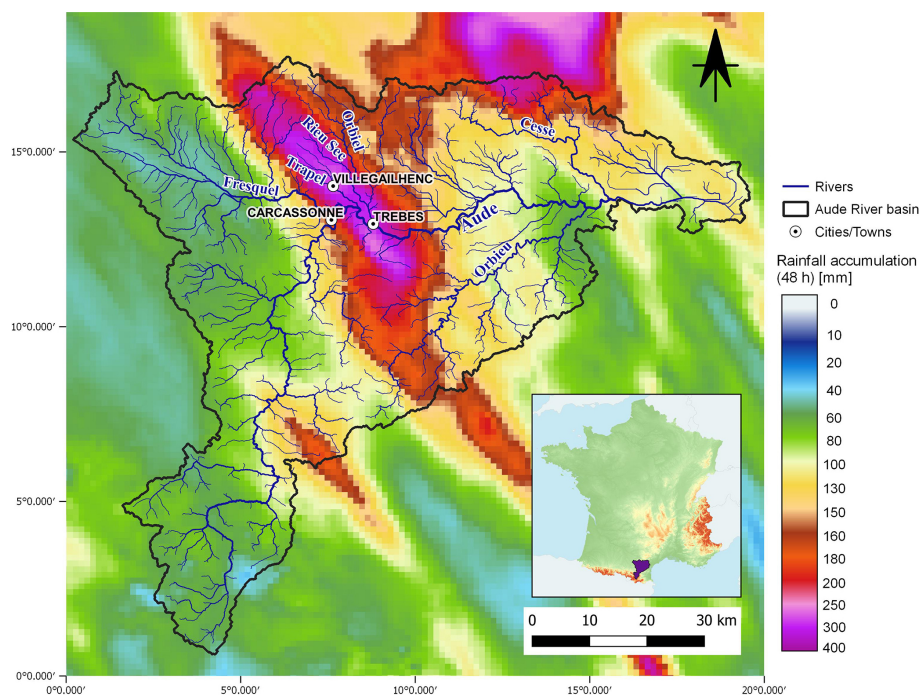 Rieu Sec
Orbiel
Cesse
Trapel
VILLEGAILHENC
Fresquel
CARCASSONNE
TREBES
Aude
Orbieu
15°0.000′
10°0.000′
5°0.000′
0°0.000′
0°0.000′
5°0.000′
10°0.000′
15°0.000′
20°0.000′
0 10 20 30 km
Rivers
Aude River basin
Cities/Towns
Rainfall accumulation
(48 h) [mm]
0
10
20
40
60
80
100
130
150
160
180
200
250
300
400